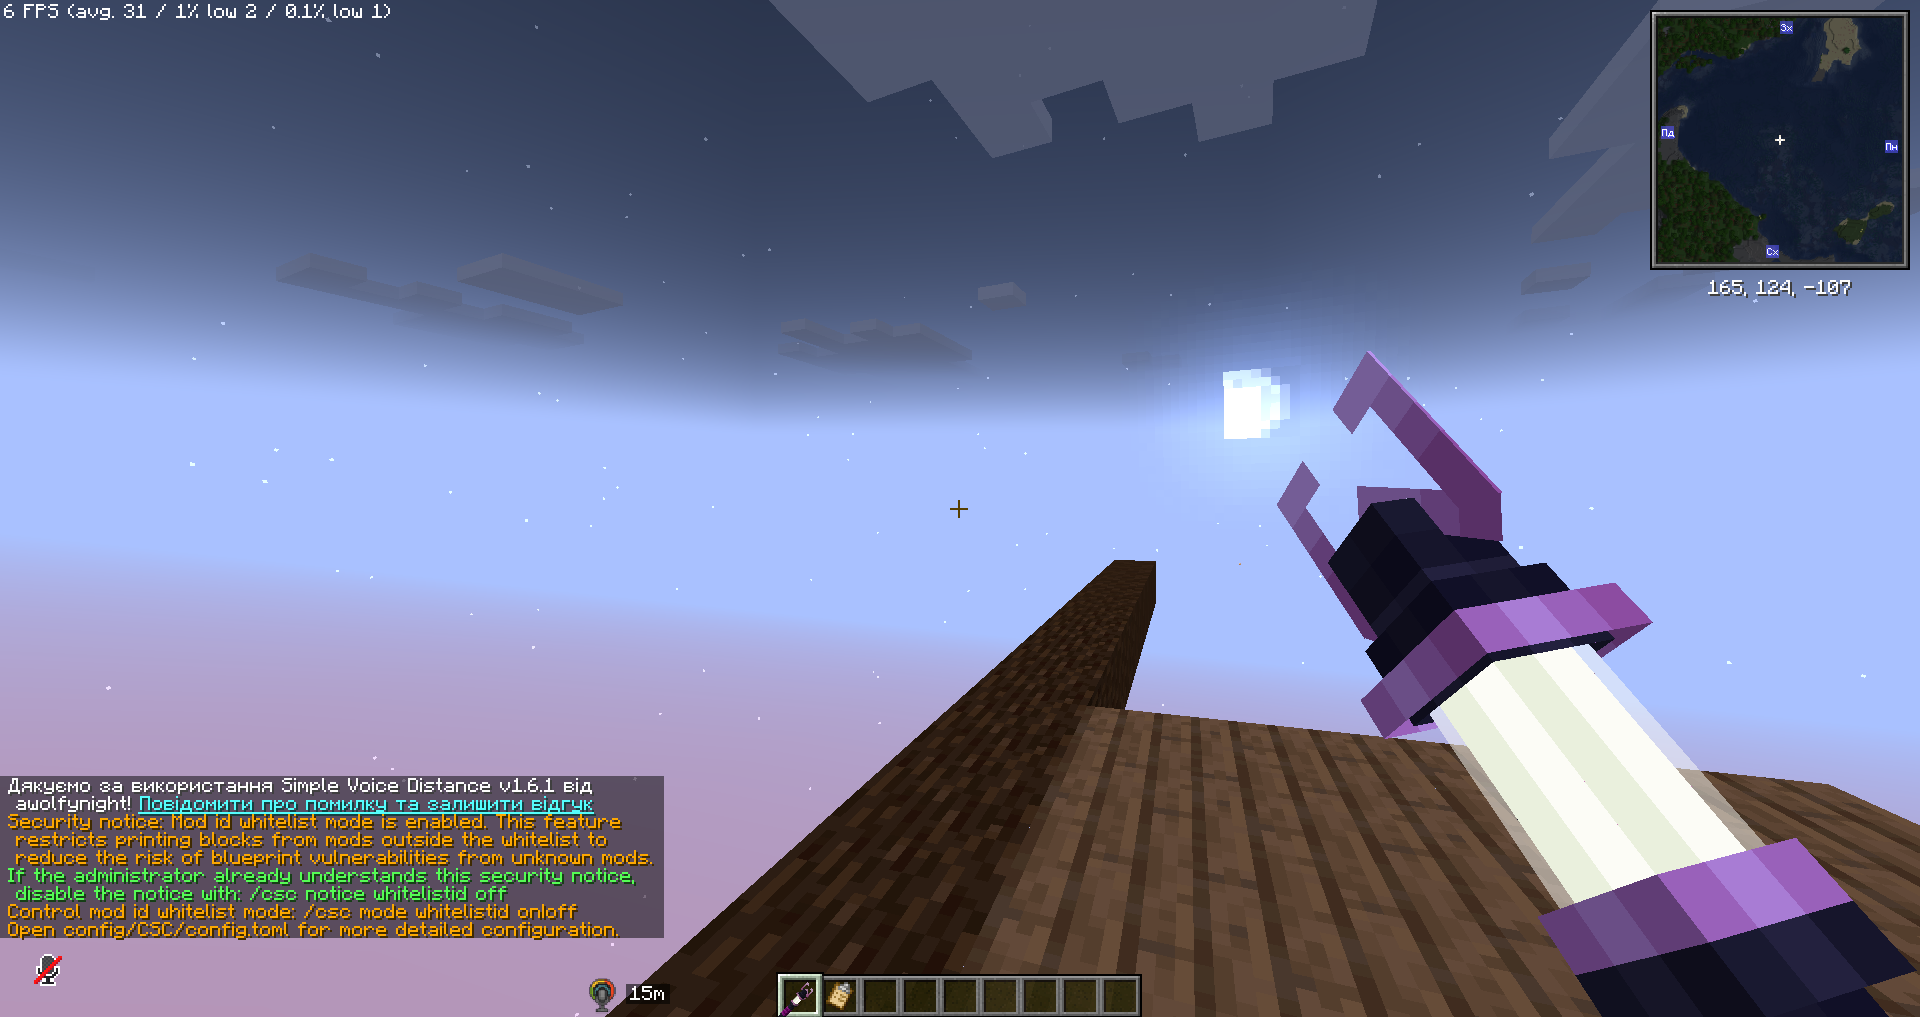 6 FPS (avg. 31 / 1% low 2 / 0.1% low 1)
Зх
Пд
Пн
Сх
165, 124, -107
Дякуємо за використання Simple Voice Distance v1.6.1 від
awolfynight! Повідомити про помилку та залишити відгук
Security notice: Mod id whitelist mode is enabled. This feature
restricts printing blocks from mods outside the whitelist to
reduce the risk of blueprint vulnerabilities from unknown mods.
If the administrator already understands this security notice,
disable the notice with: /csc notice whitelistid off
Control mod id whitelist mode: /csc mode whitelistid on|off
Open config/CSC/config.toml for more detailed configuration.
15m